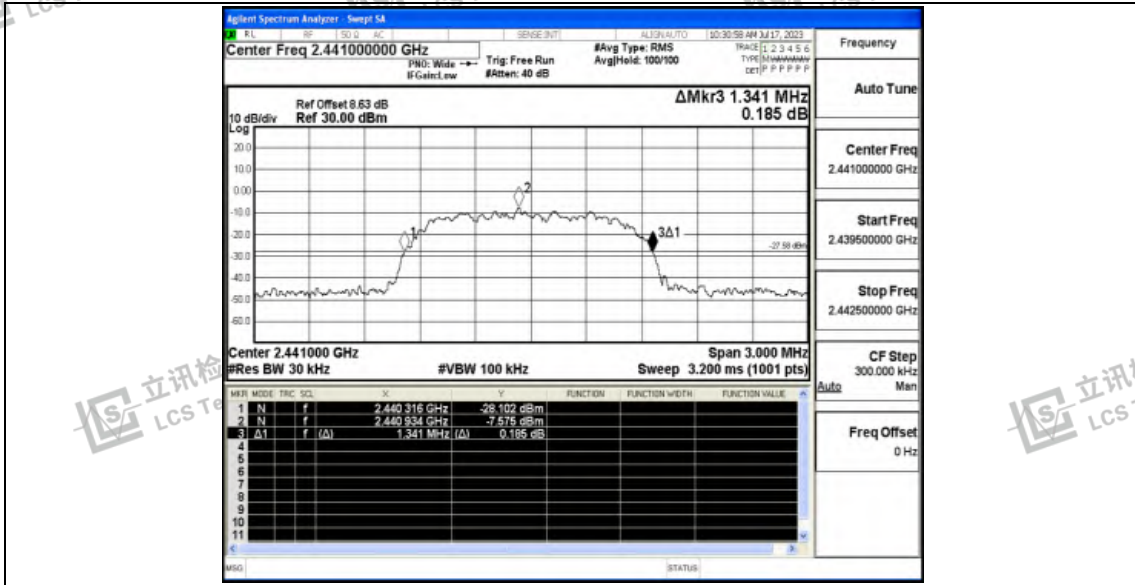 Agilent Spectrum Analyzer - Swept SA
RL RF 50 Ω AC SENSE:INT ALIGN AUTO 10:30:58 AM Jul 17, 2023
Center Freq 2.441000000 GHz
PNO: Wide
IFGain:Low
Trig: Free Run
#Atten: 40 dB
#Avg Type: RMS
Avg|Hold: 100/100
TRACE 1 2 3 4 5 6
TYPE MWWWWW
DET P P P P P P
Frequency
Auto Tune
Center Freq
2.441000000 GHz
Start Freq
2.439500000 GHz
Stop Freq
2.442500000 GHz
CF Step
300.000 kHz
Auto Man
Freq Offset
0 Hz
Ref Offset 8.63 dB
10 dB/div Ref 30.00 dBm
Log
ΔMkr3 1.341 MHz
0.185 dB
20.0
10.0
0.00
-10.0
-20.0
-30.0
-40.0
-50.0
-60.0
1
2
3Δ1
-27.58 dBm
Center 2.441000 GHz Span 3.000 MHz
#Res BW 30 kHz #VBW 100 kHz Sweep 3.200 ms (1001 pts)
MKR MODE TRC SCL X Y FUNCTION FUNCTION WIDTH FUNCTION VALUE
1 N f 2.440 316 GHz -28.102 dBm
2 N f 2.440 934 GHz -7.575 dBm
3 Δ1 f (Δ) 1.341 MHz (Δ) 0.185 dB
4
5
6
7
8
9
10
11
MSG STATUS
立讯检
LCS Te
立讯
LCS